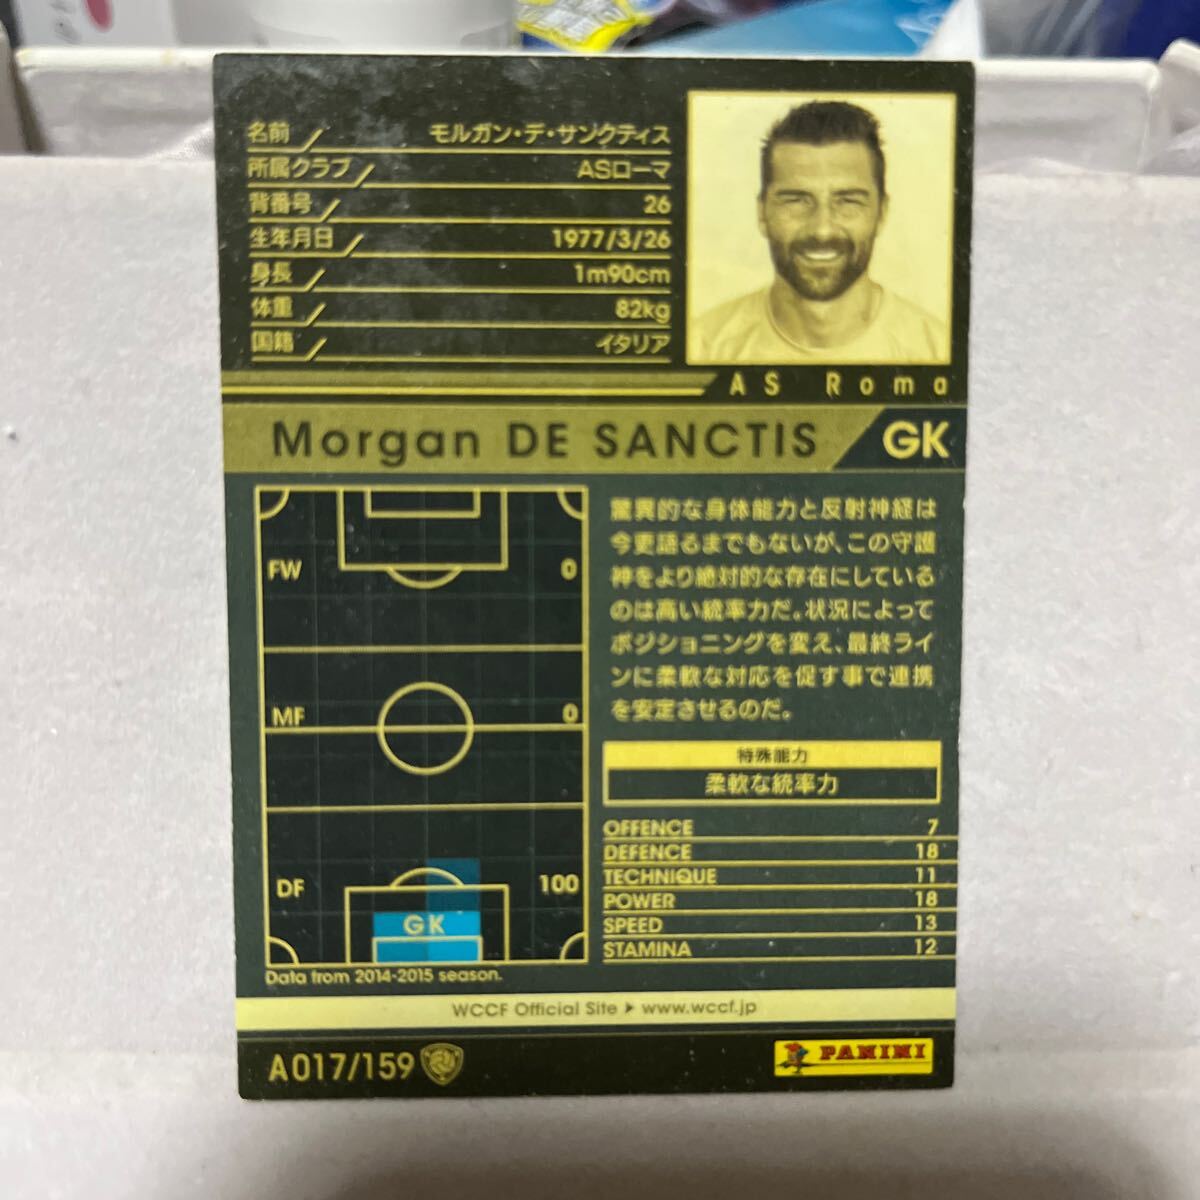 名前 モルガン・デ・サンクティス
所属クラブ ASローマ
背番号 26
生年月日 1977/3/26
身長 1m90cm
体重 82kg
国籍 イタリア
AS Roma
Morgan DE SANCTIS GK
FW 0
MF 0
DF 100
GK
Data from 2014-2015 season.
驚異的な身体能力と反射神経は
今更語るまでもないが、この守護
神をより絶対的な存在にしている
のは高い統率力だ。状況によって
ポジショニングを変え、最終ライ
ンに柔軟な対応を促す事で連携
を安定させるのだ。
特殊能力
柔軟な統率力
OFFENCE 7
DEFENCE 18
TECHNIQUE 11
POWER 18
SPEED 13
STAMINA 12
WCCF Official Site ▶ www.wccf.jp
A017/159
PANINI